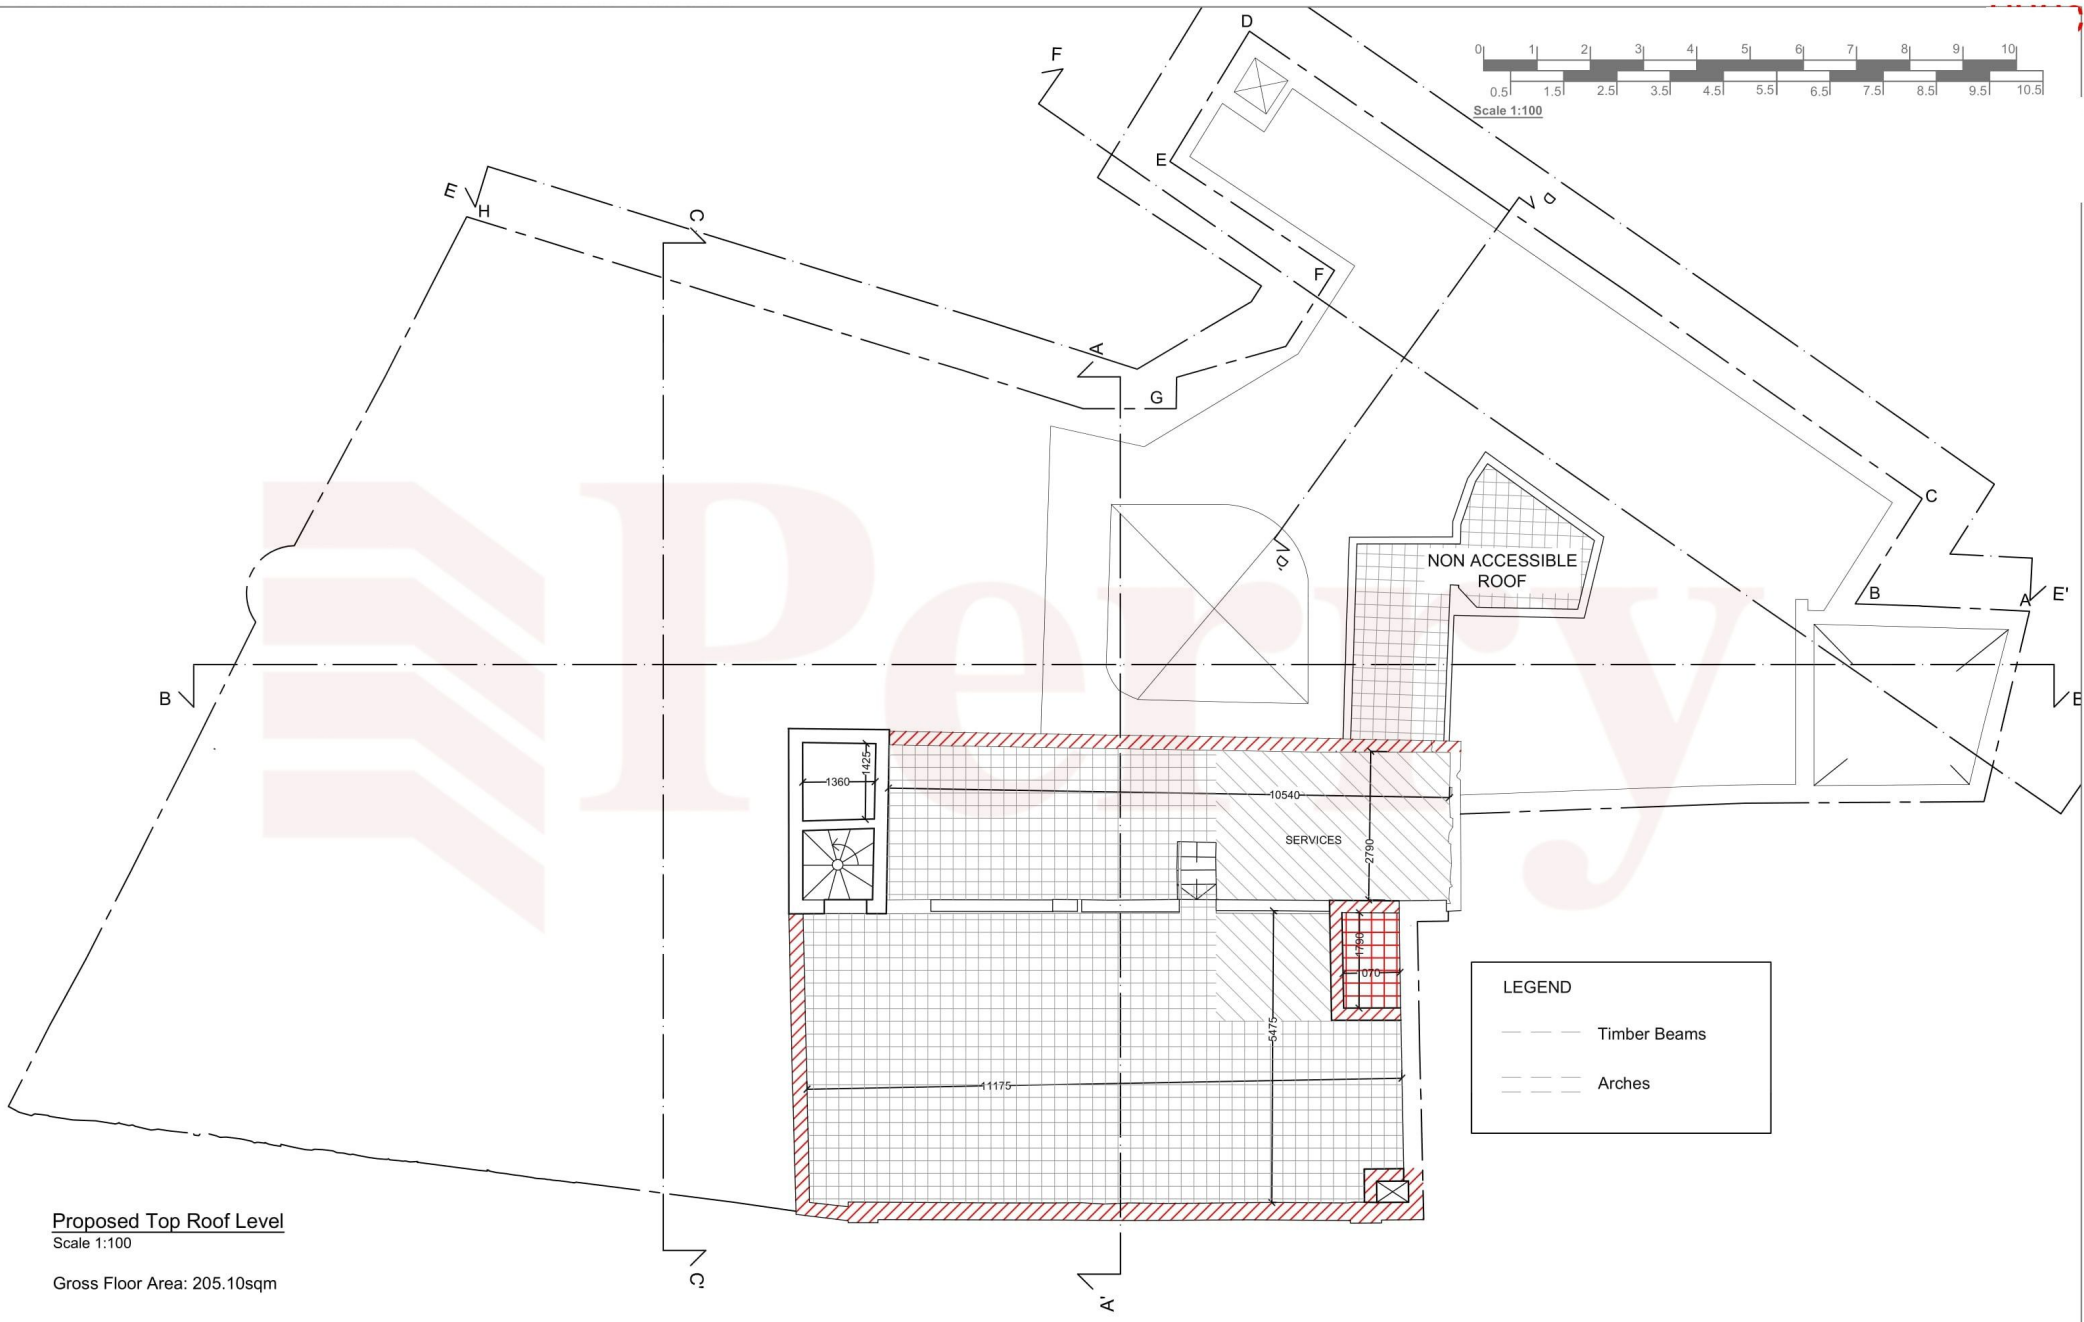 D
F
0 1 2 3 4 5 6 7 8 9 10
0.5 1.5 2.5 3.5 4.5 5.5 6.5 7.5 8.5 9.5 10.5
Scale 1:100
E
E
H
C
D
F
A
G
C
NON ACCESSIBLE
ROOF
D'
B
A
E'
B
B
Perry
1425
1360
10540
SERVICES
2790
1790
070
5475
11175
LEGEND
Timber Beams
Arches
Proposed Top Roof Level
Scale 1:100
Gross Floor Area: 205.10sqm
C'
A'